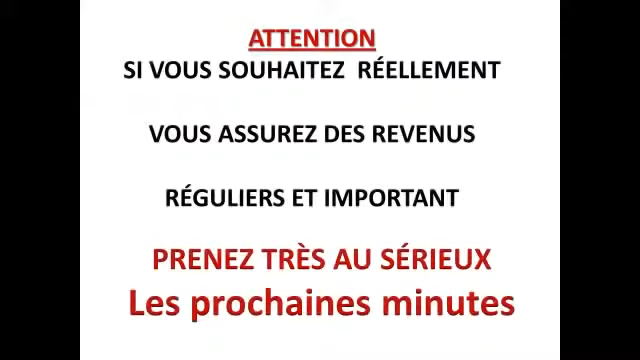 ATTENTION
SI VOUS SOUHAITEZ RÉELLEMENT
VOUS ASSUREZ DES REVENUS
RÉGULIERS ET IMPORTANT
PRENEZ TRÈS AU SÉRIEUX
Les prochaines minutes